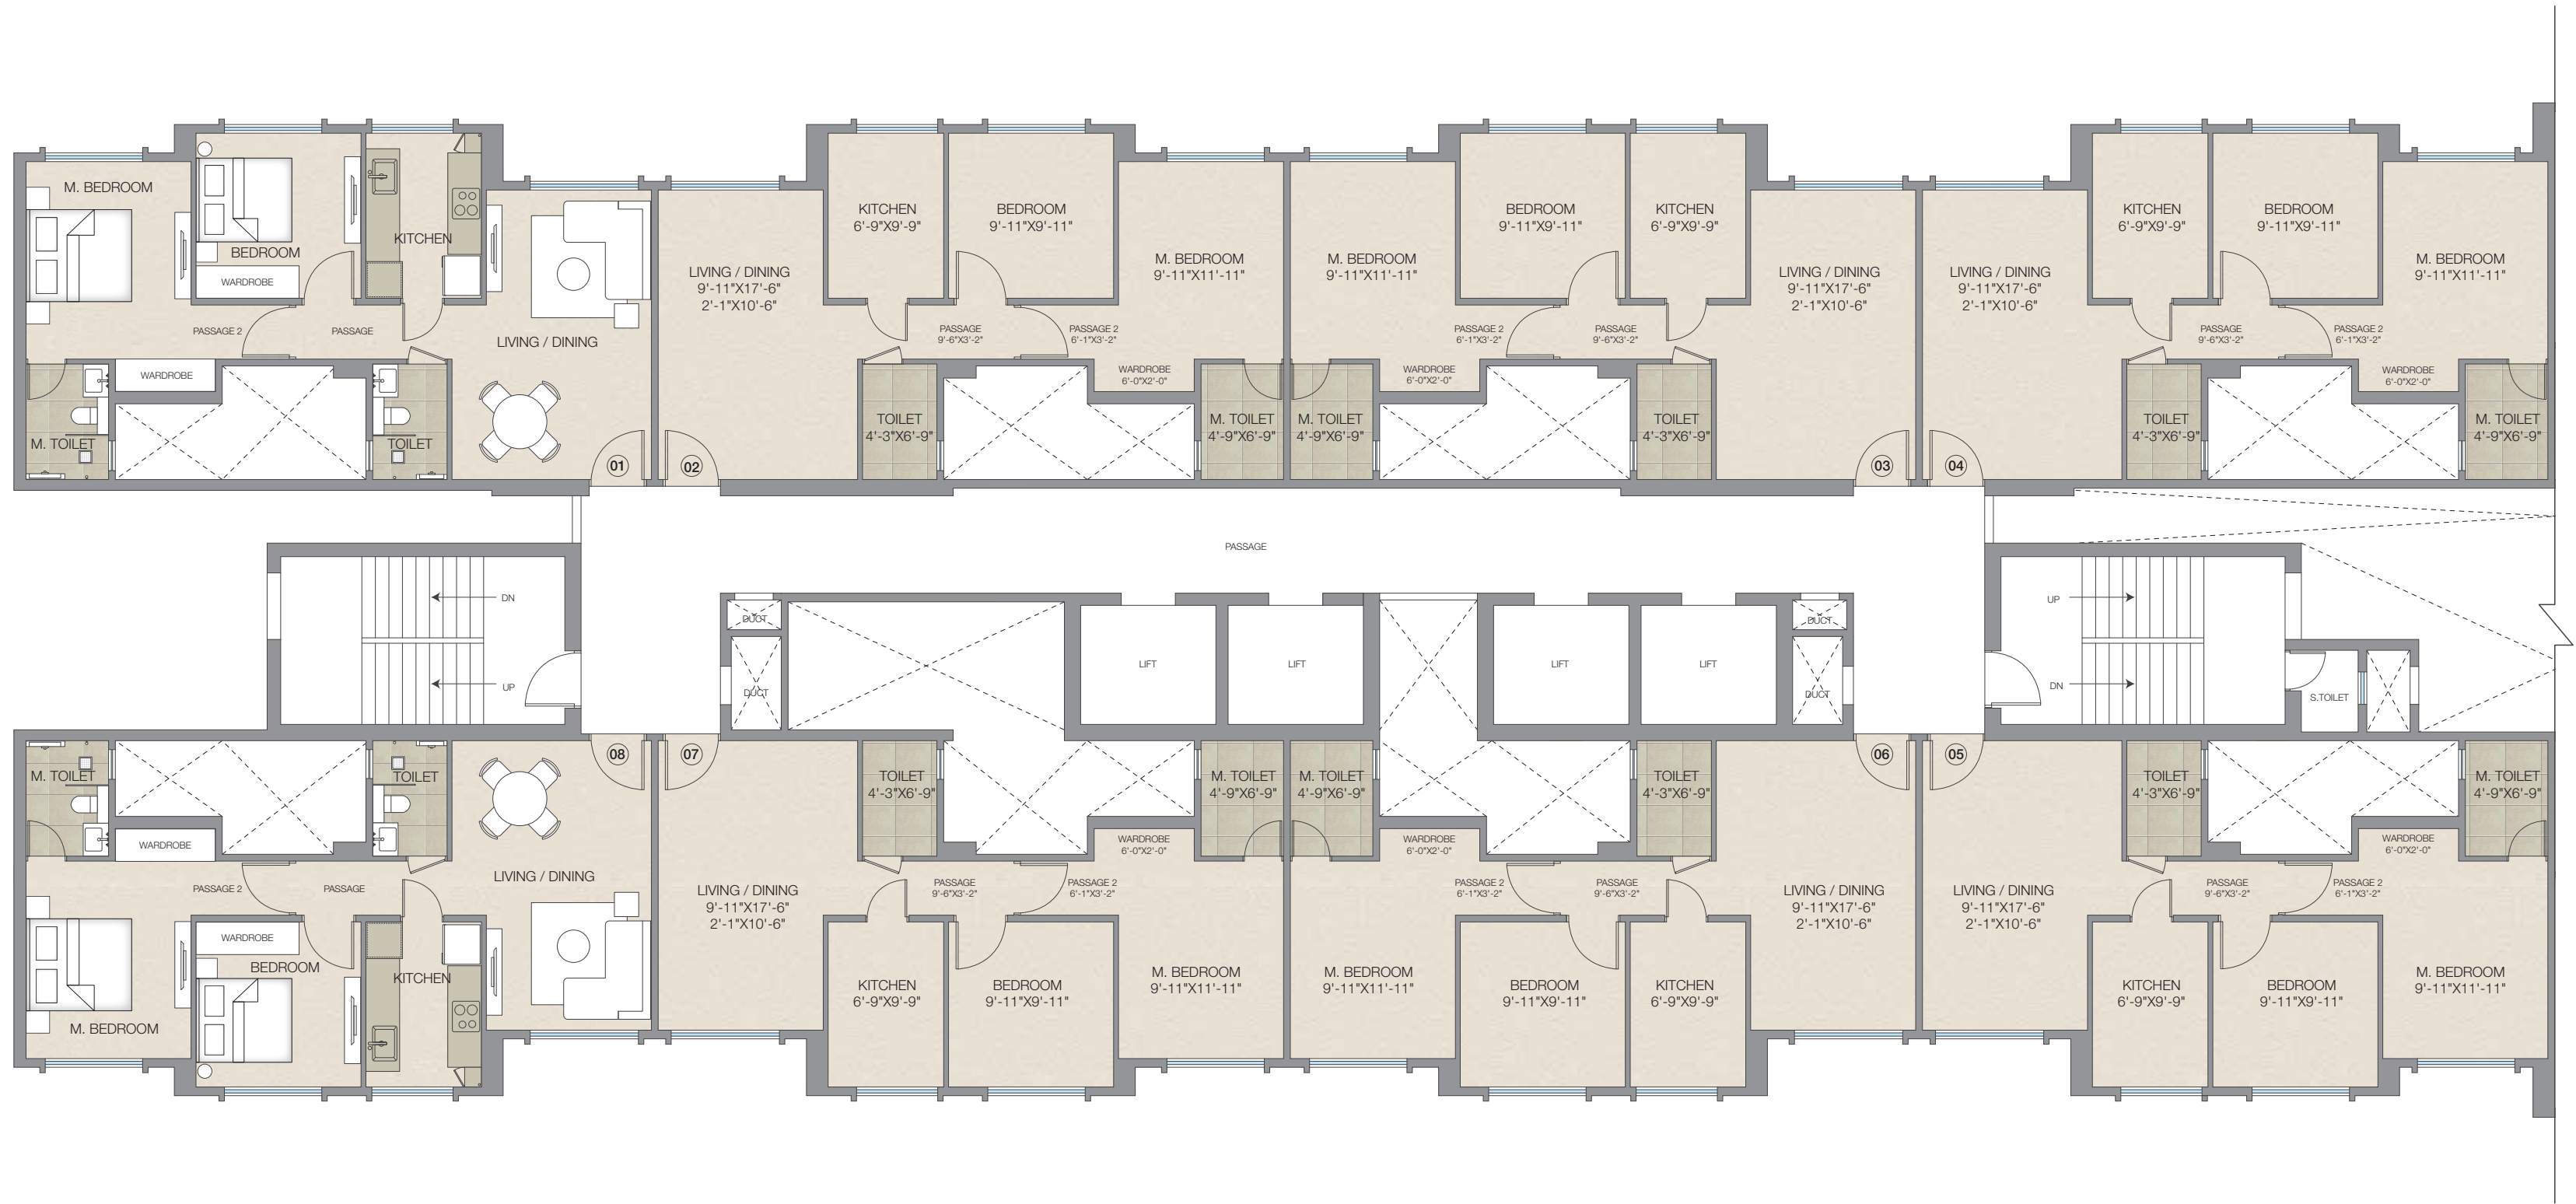 M. BEDROOM
BEDROOM
WARDROBE
KITCHEN
LIVING / DINING
PASSAGE 2
PASSAGE
WARDROBE
M. TOILET
TOILET
01
LIVING / DINING
9'-11"X17'-6"
2'-1"X10'-6"
KITCHEN
6'-9"X9'-9"
BEDROOM
9'-11"X9'-11"
M. BEDROOM
9'-11"X11'-11"
PASSAGE
9'-6"X3'-2"
PASSAGE 2
6'-1"X3'-2"
WARDROBE
6'-0"X2'-0"
TOILET
4'-3"X6'-9"
M. TOILET
4'-9"X6'-9"
02
M. BEDROOM
9'-11"X11'-11"
BEDROOM
9'-11"X9'-11"
KITCHEN
6'-9"X9'-9"
LIVING / DINING
9'-11"X17'-6"
2'-1"X10'-6"
PASSAGE 2
6'-1"X3'-2"
PASSAGE
9'-6"X3'-2"
WARDROBE
6'-0"X2'-0"
M. TOILET
4'-9"X6'-9"
TOILET
4'-3"X6'-9"
03
LIVING / DINING
9'-11"X17'-6"
2'-1"X10'-6"
KITCHEN
6'-9"X9'-9"
BEDROOM
9'-11"X9'-11"
M. BEDROOM
9'-11"X11'-11"
PASSAGE
9'-6"X3'-2"
PASSAGE 2
6'-1"X3'-2"
WARDROBE
6'-0"X2'-0"
TOILET
4'-3"X6'-9"
M. TOILET
4'-9"X6'-9"
04
PASSAGE
DN
UP
DUCT
DUCT
LIFT
LIFT
LIFT
LIFT
DUCT
DUCT
UP
DN
S.TOILET
M. TOILET
TOILET
08
WARDROBE
LIVING / DINING
PASSAGE 2
PASSAGE
WARDROBE
BEDROOM
KITCHEN
M. BEDROOM
07
TOILET
4'-3"X6'-9"
M. TOILET
4'-9"X6'-9"
WARDROBE
6'-0"X2'-0"
LIVING / DINING
9'-11"X17'-6"
2'-1"X10'-6"
PASSAGE
9'-6"X3'-2"
PASSAGE 2
6'-1"X3'-2"
KITCHEN
6'-9"X9'-9"
BEDROOM
9'-11"X9'-11"
M. BEDROOM
9'-11"X11'-11"
M. TOILET
4'-9"X6'-9"
TOILET
4'-3"X6'-9"
06
WARDROBE
6'-0"X2'-0"
PASSAGE 2
6'-1"X3'-2"
PASSAGE
9'-6"X3'-2"
LIVING / DINING
9'-11"X17'-6"
2'-1"X10'-6"
M. BEDROOM
9'-11"X11'-11"
BEDROOM
9'-11"X9'-11"
KITCHEN
6'-9"X9'-9"
05
TOILET
4'-3"X6'-9"
M. TOILET
4'-9"X6'-9"
WARDROBE
6'-0"X2'-0"
LIVING / DINING
9'-11"X17'-6"
2'-1"X10'-6"
PASSAGE
9'-6"X3'-2"
PASSAGE 2
6'-1"X3'-2"
KITCHEN
6'-9"X9'-9"
BEDROOM
9'-11"X9'-11"
M. BEDROOM
9'-11"X11'-11"